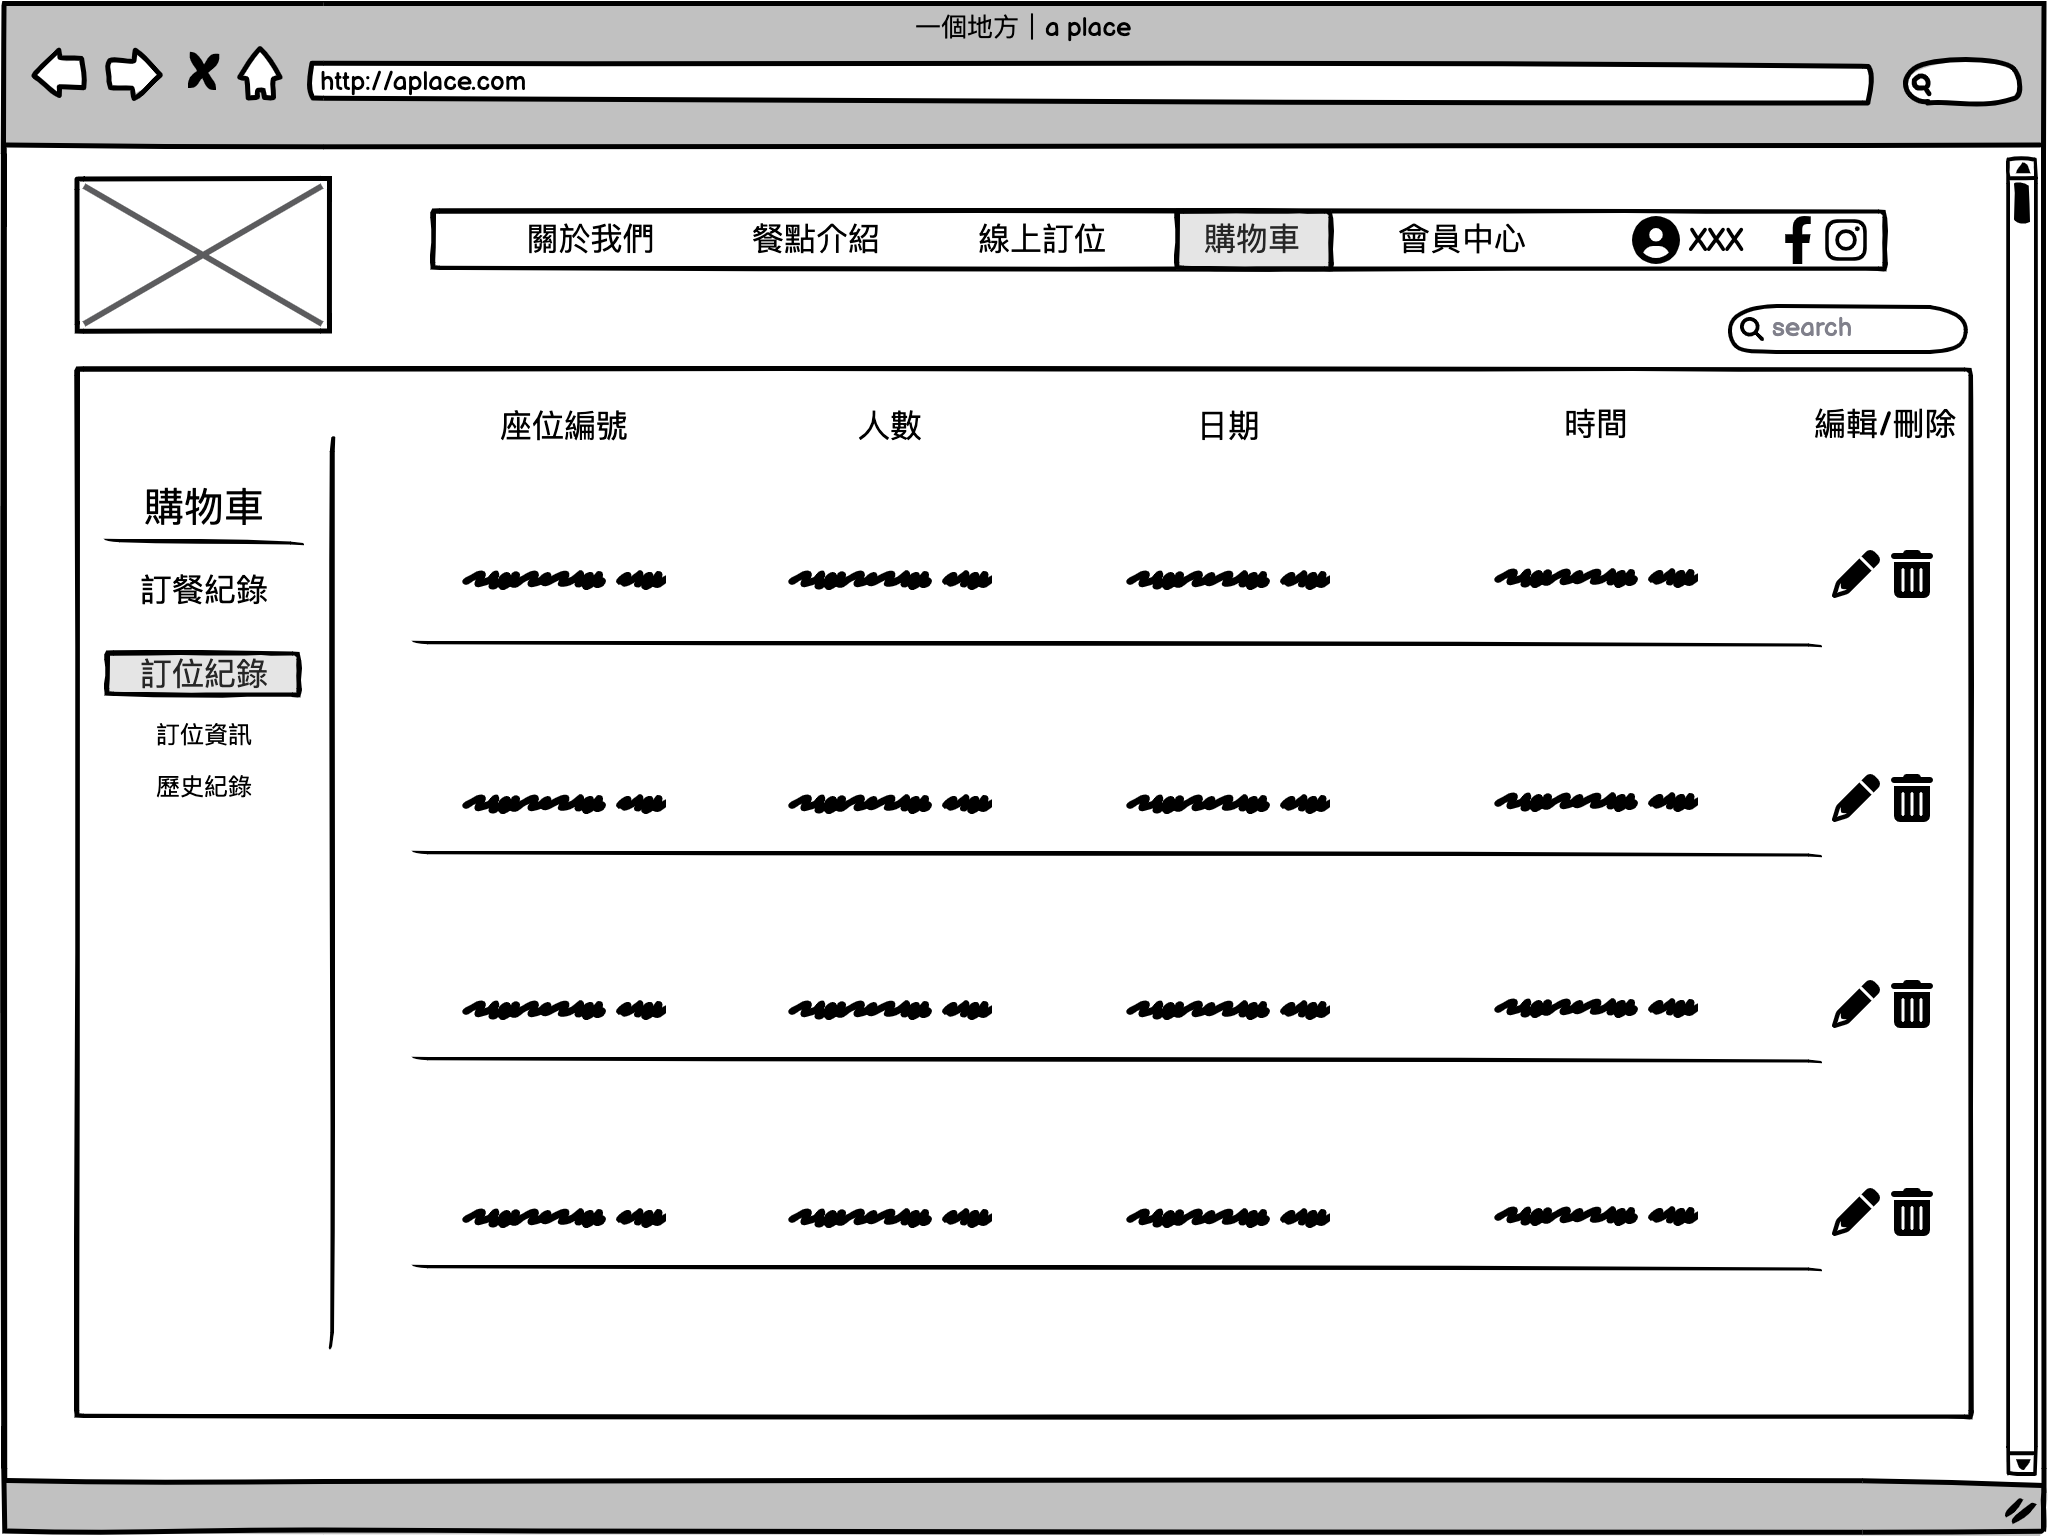 一個地方｜a place
http://aplace.com
關於我們 餐點介紹 線上訂位 購物車 會員中心 XXX
search
座位編號 人數 日期 時間 編輯/刪除
購物車
訂餐紀錄
訂位紀錄
訂位資訊
歷史紀錄